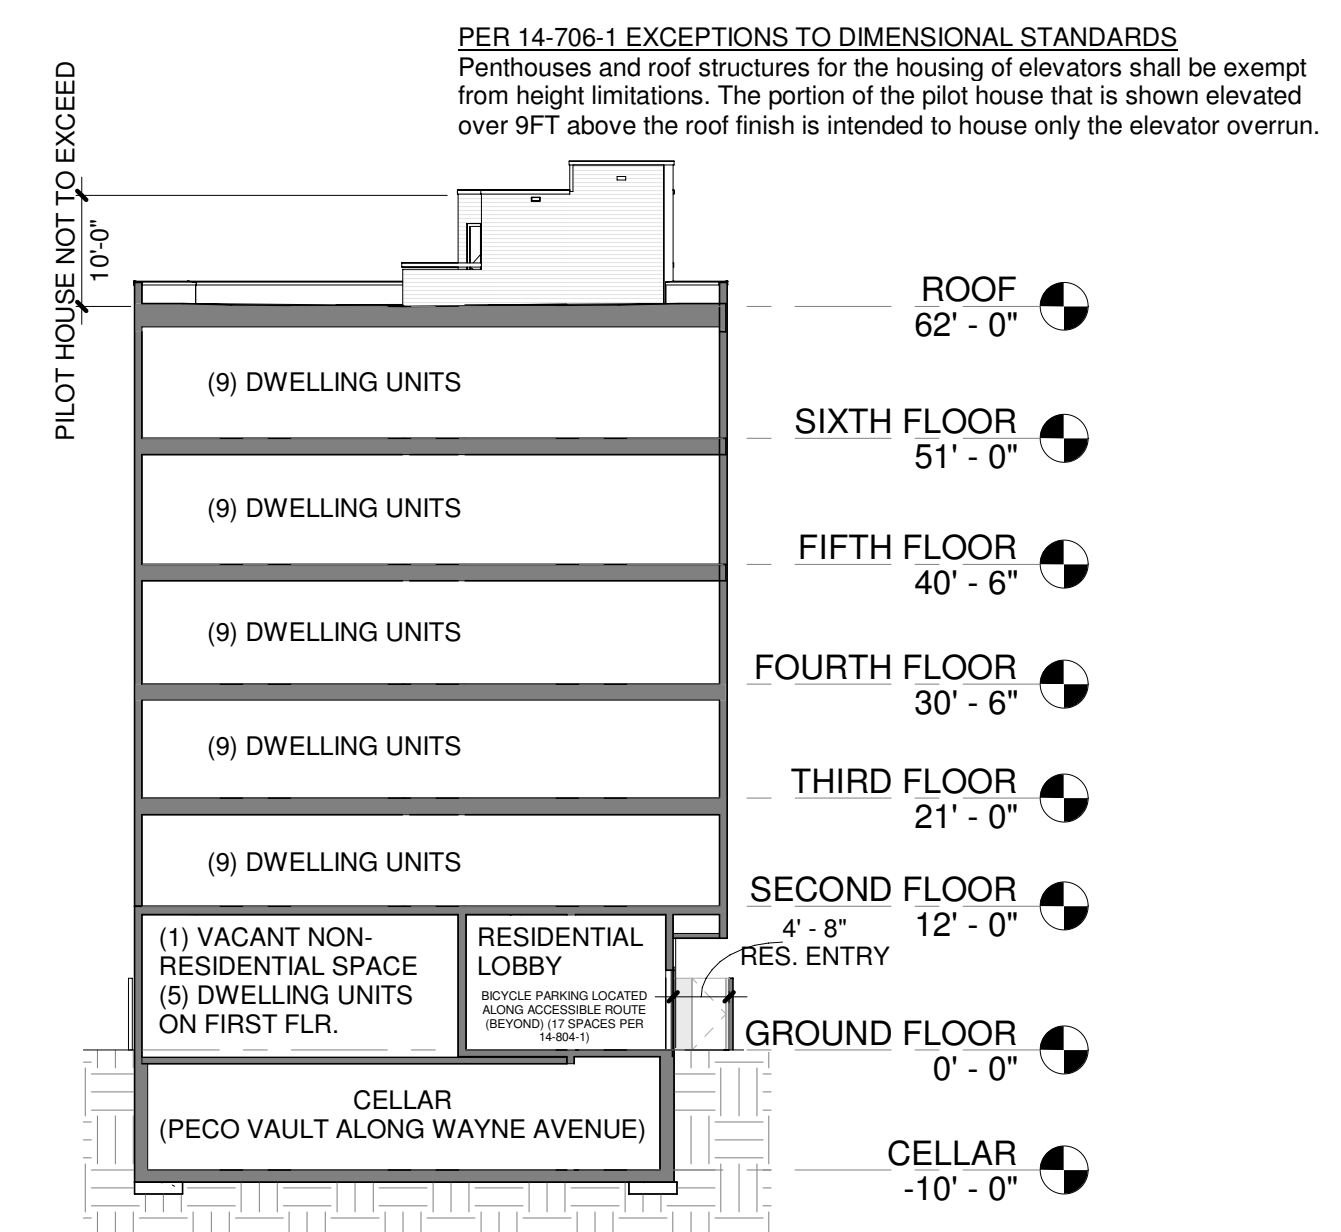 PER 14-706-1 EXCEPTIONS TO DIMENSIONAL STANDARDS
Penthouses and roof structures for the housing of elevators shall be exempt
from height limitations. The portion of the pilot house that is shown elevated
over 9FT above the roof finish is intended to house only the elevator overrun.
PILOT HOUSE NOT TO EXCEED
10'-0"
ROOF
62' - 0"
(9) DWELLING UNITS
SIXTH FLOOR
51' - 0"
(9) DWELLING UNITS
FIFTH FLOOR
40' - 6"
(9) DWELLING UNITS
FOURTH FLOOR
30' - 6"
(9) DWELLING UNITS
THIRD FLOOR
21' - 0"
(9) DWELLING UNITS
SECOND FLOOR
12' - 0"
4' - 8"
RES. ENTRY
(1) VACANT NON-
RESIDENTIAL SPACE
(5) DWELLING UNITS
ON FIRST FLR.
RESIDENTIAL
LOBBY
BICYCLE PARKING LOCATED
ALONG ACCESSIBLE ROUTE
(BEYOND) (17 SPACES PER
14-804-1)
GROUND FLOOR
0' - 0"
CELLAR
(PECO VAULT ALONG WAYNE AVENUE)
CELLAR
-10' - 0"